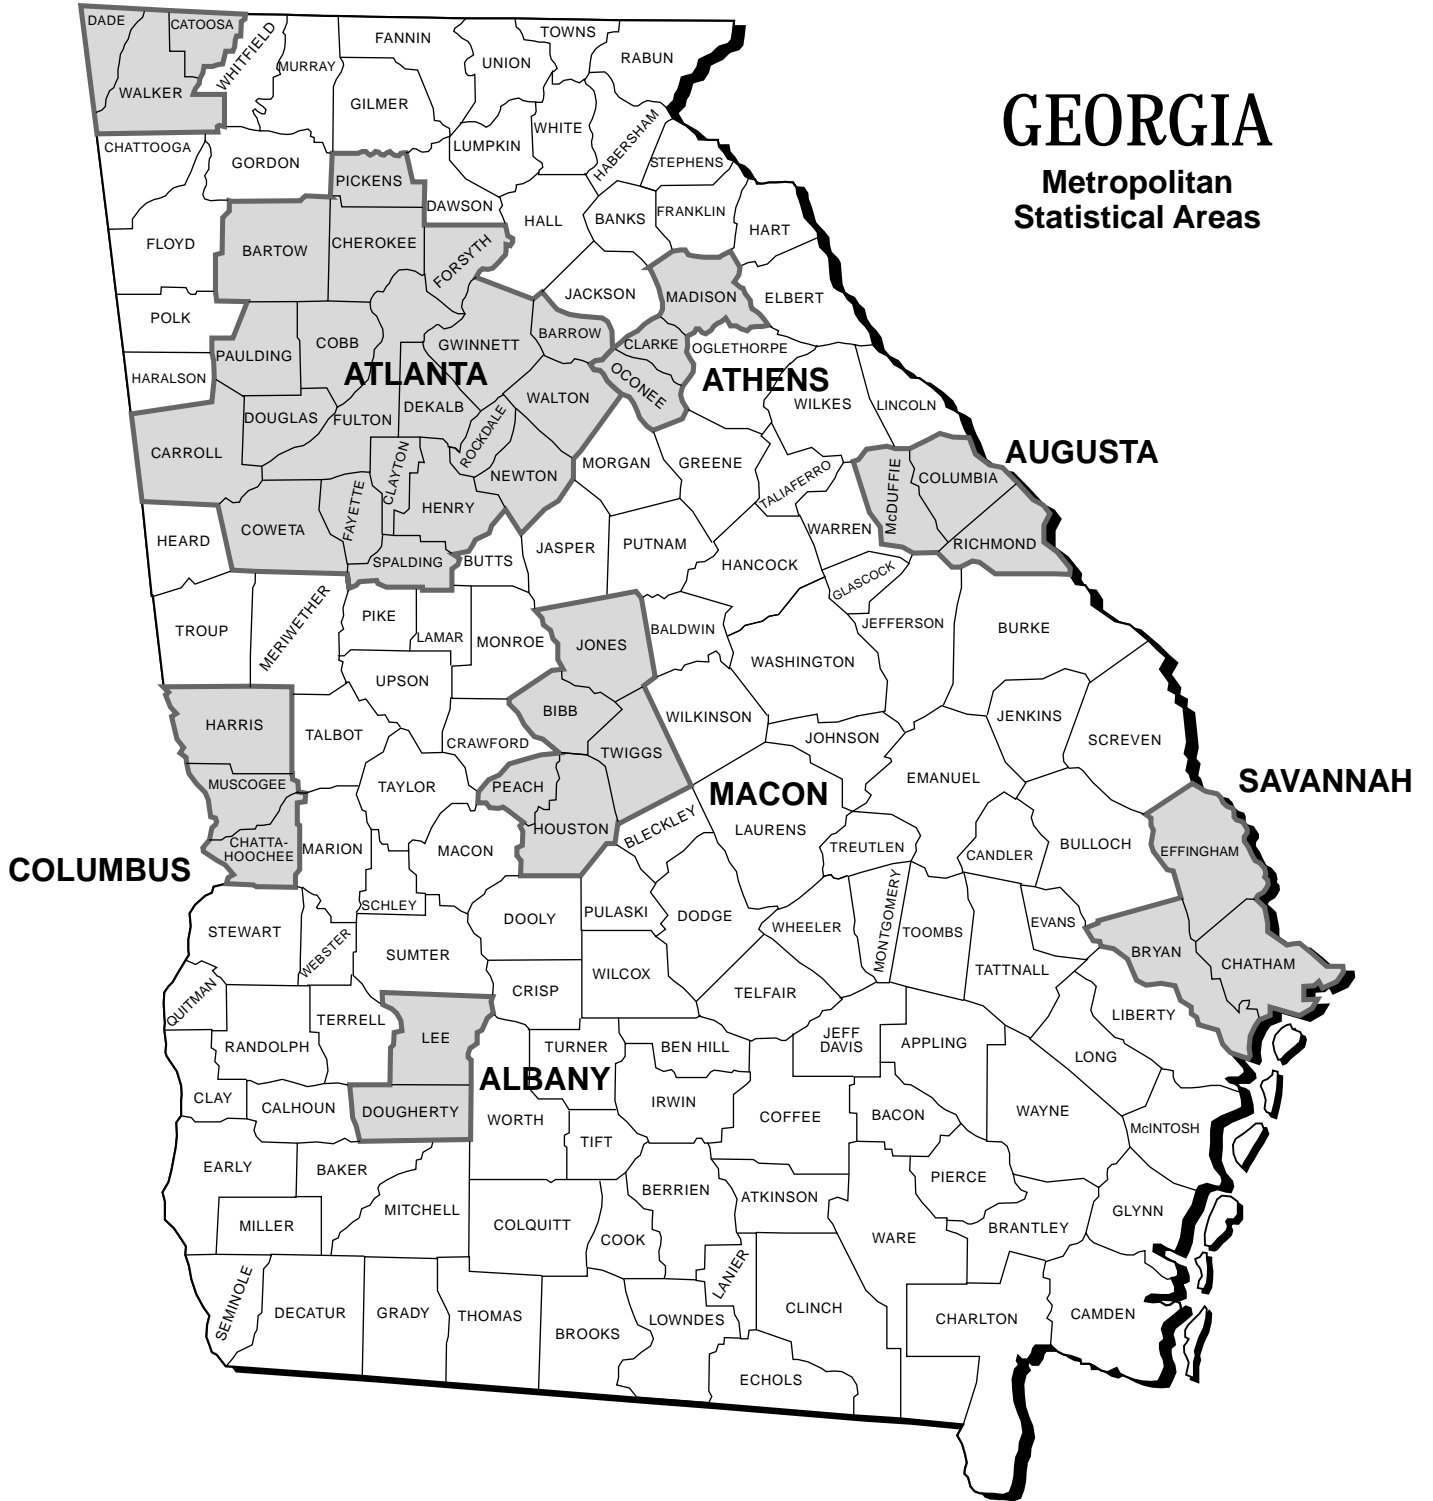 GEORGIA
Metropolitan
Statistical Areas
DADE
CATOOSA
WHITFIELD
MURRAY
FANNIN
UNION
TOWNS
RABUN
WALKER
GILMER
WHITE
HABERSHAM
LUMPKIN
STEPHENS
CHATTOOGA
GORDON
PICKENS
DAWSON
HALL
BANKS
FRANKLIN
HART
FLOYD
BARTOW
CHEROKEE
FORSYTH
JACKSON
MADISON
ELBERT
POLK
PAULDING
COBB
GWINNETT
BARROW
CLARKE
OGLETHORPE
ATLANTA
ATHENS
HARALSON
OCONEE
WALTON
WILKES
LINCOLN
DOUGLAS
FULTON
DEKALB
ROCKDALE
CARROLL
CLAYTON
NEWTON
MORGAN
GREENE
TALIAFERRO
McDUFFIE
COLUMBIA
AUGUSTA
FAYETTE
HENRY
COWETA
HEARD
SPALDING
BUTTS
JASPER
PUTNAM
HANCOCK
WARREN
GLASCOCK
RICHMOND
TROUP
MERIWETHER
PIKE
LAMAR
MONROE
JONES
BALDWIN
WASHINGTON
JEFFERSON
BURKE
UPSON
HARRIS
TALBOT
CRAWFORD
BIBB
TWIGGS
WILKINSON
JOHNSON
JENKINS
SCREVEN
MUSCOGEE
TAYLOR
PEACH
HOUSTON
MACON
EMANUEL
SAVANNAH
CHATTA-
HOOCHEE
COLUMBUS
MARION
MACON
BLECKLEY
LAURENS
TREUTLEN
CANDLER
BULLOCH
EFFINGHAM
SCHLEY
STEWART
WEBSTER
SUMTER
DOOLY
PULASKI
DODGE
WHEELER
MONTGOMERY
TOOMBS
EVANS
TATTNALL
BRYAN
CHATHAM
QUITMAN
CRISP
WILCOX
TELFAIR
TERRELL
LEE
RANDOLPH
TURNER
BEN HILL
JEFF
DAVIS
APPLING
LIBERTY
LONG
ALBANY
CLAY
CALHOUN
DOUGHERTY
WORTH
TIFT
IRWIN
COFFEE
BACON
WAYNE
McINTOSH
EARLY
BAKER
MITCHELL
MILLER
COLQUITT
COOK
BERRIEN
ATKINSON
PIERCE
WARE
BRANTLEY
GLYNN
SEMINOLE
DECATUR
GRADY
THOMAS
BROOKS
LOWNDES
LANIER
CLINCH
ECHOLS
CHARLTON
CAMDEN